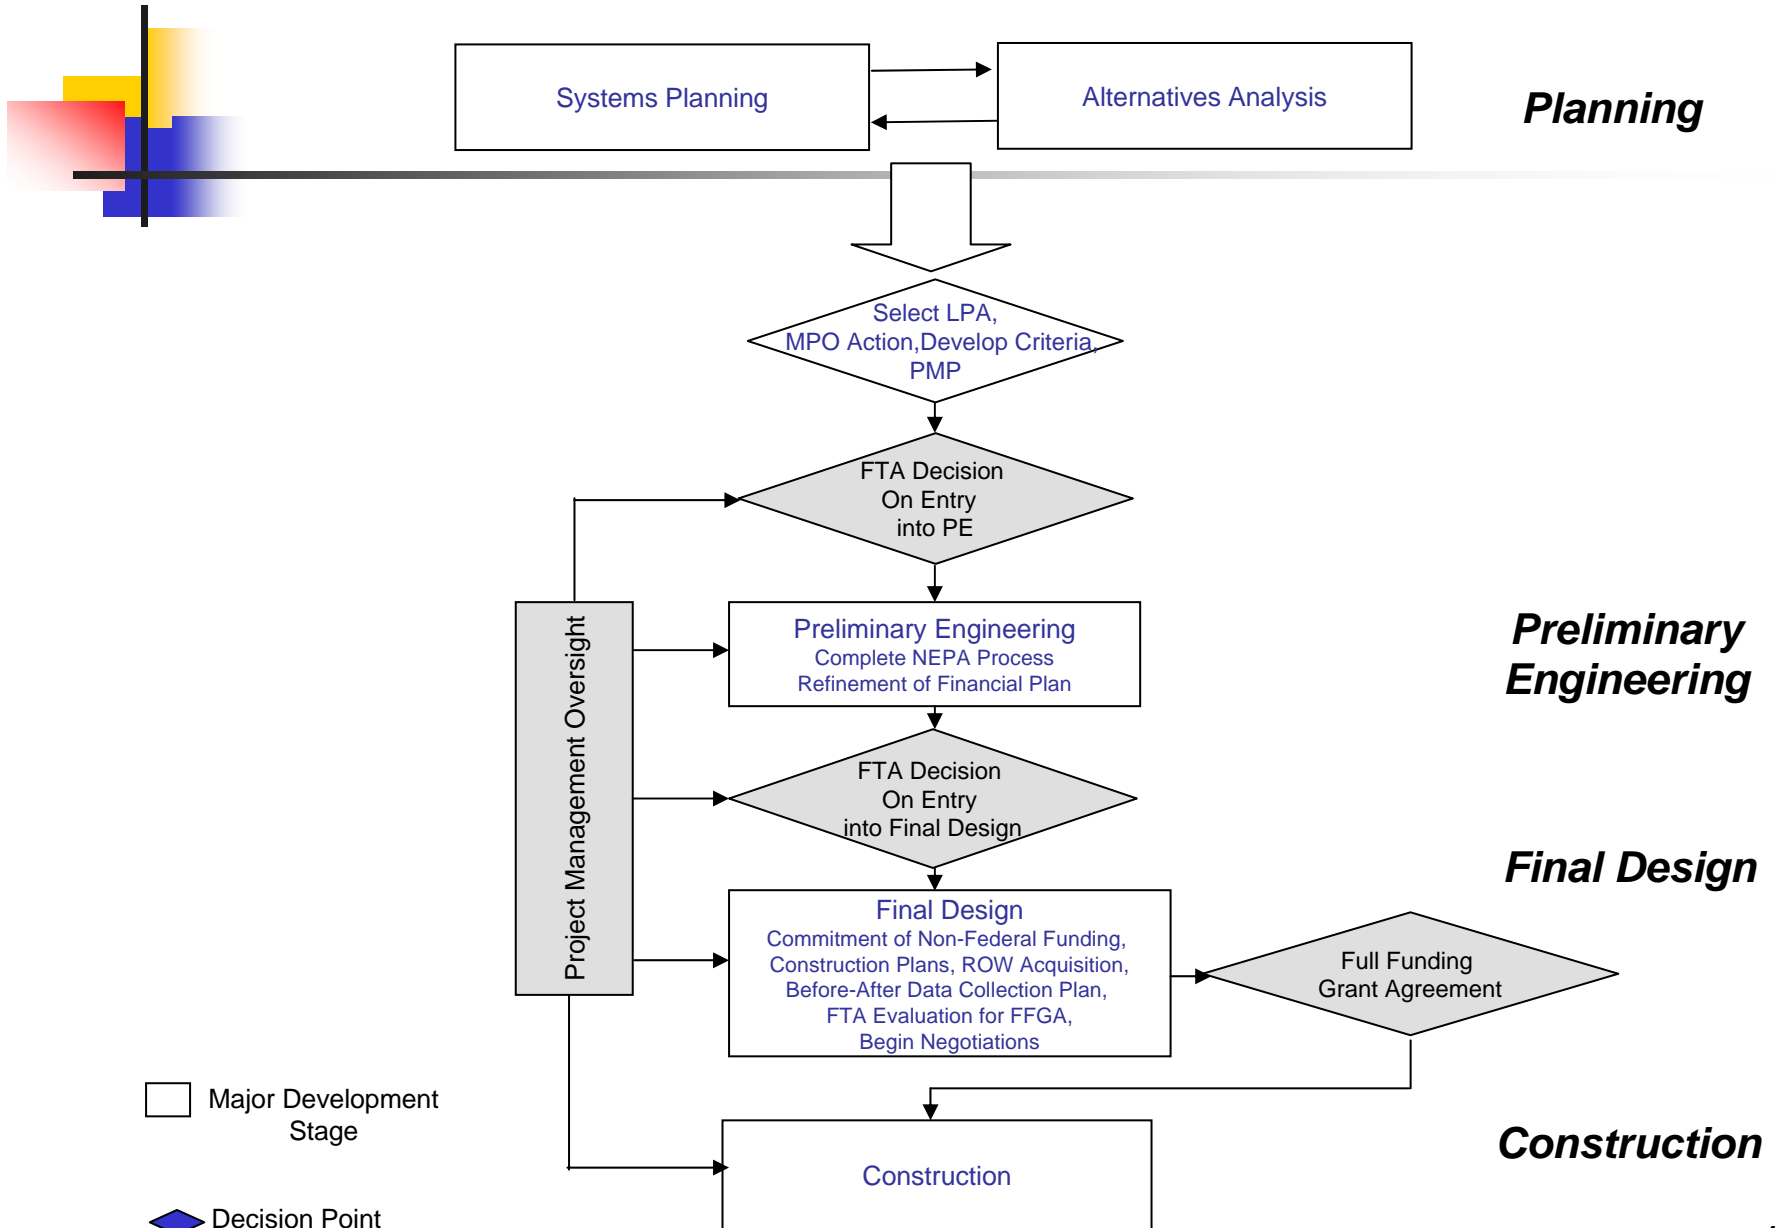 Systems Planning
Alternatives Analysis
Planning
Select LPA,
MPO Action,Develop Criteria,
PMP
FTA Decision
On Entry
into PE
Project Management Oversight
Preliminary Engineering
Complete NEPA Process
Refinement of Financial Plan
Preliminary
Engineering
FTA Decision
On Entry
into Final Design
Final Design
Final Design
Commitment of Non-Federal Funding,
Construction Plans, ROW Acquisition,
Before-After Data Collection Plan,
FTA Evaluation for FFGA,
Begin Negotiations
Full Funding
Grant Agreement
Major Development
Stage
Construction
Construction
Decision Point